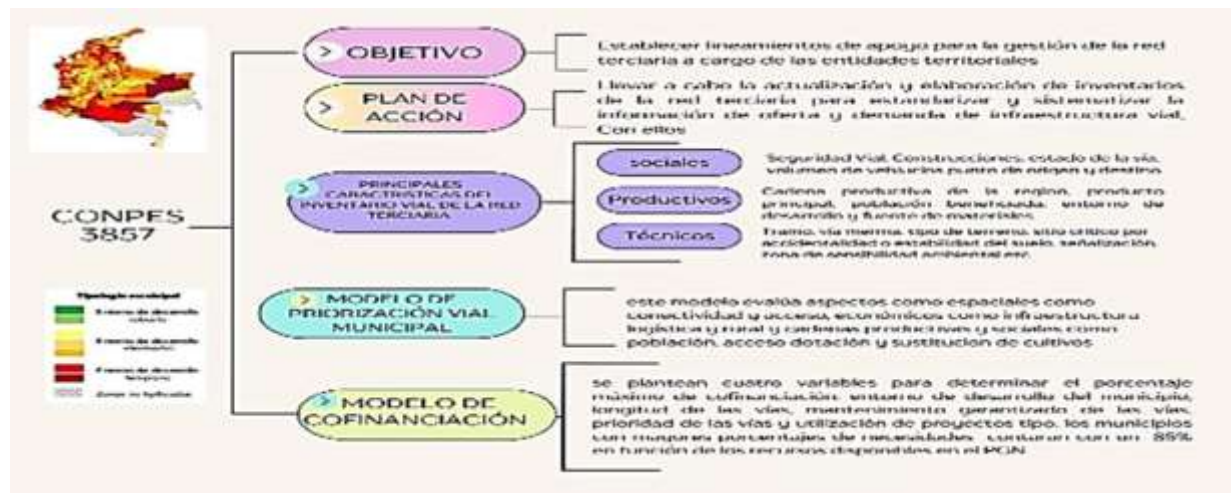 CONPES
3857
OBJETIVO
Establecer lineamientos de apoyo para la gestión de la red
terciaria a cargo de las entidades territoriales
PLAN DE
ACCIÓN
Llevar a cabo la actualización y elaboración de inventarios
de la red terciaria para estandarizar y sistematizar la
información de oferta y demanda de infraestructura vial,
Con ellos
PRINCIPALES
CARACTRISTICAS DEL
INVENTARIO VIAL DE LA RED
TERCIARIA
sociales
Seguridad Vial, Construcciones, estado de la vía,
volumen de vehículos punto de origen y destino
Productivos
Cadena productiva de la region, producto
principal, población beneficiada, entorno de
desarrollo y fuente de materiales
Técnicos
Tramo, vía tipo de terreno, sitio crítico por
accidentalidad o estabilidad del suelo, señalización,
zona de sensibilidad ambiental etc
MODELO DE
PRIORIZACIÓN VIAL
MUNICIPAL
este modelo evalúa aspectos como espaciales como
conectividad y acceso, económicos como infraestructura
logística y rural y cadenas productivas y sociales como
población, acceso dotación y sustitucion de cultivos
MODELO DE
COFINANCIACIÓN
se plantean cuatro variables para determinar el porcentaje
máximo de cofinanciación: entorno de desarrollo del municipio,
longitud de las vías, mantenimiento garantizado de las vías,
prioridad de las vías y utilización de proyectos tipo, los municipios
con mayores porcentajes de necesidades contaran con un 85%
en función de los recursos disponibles en el PGN
Tipología municipal